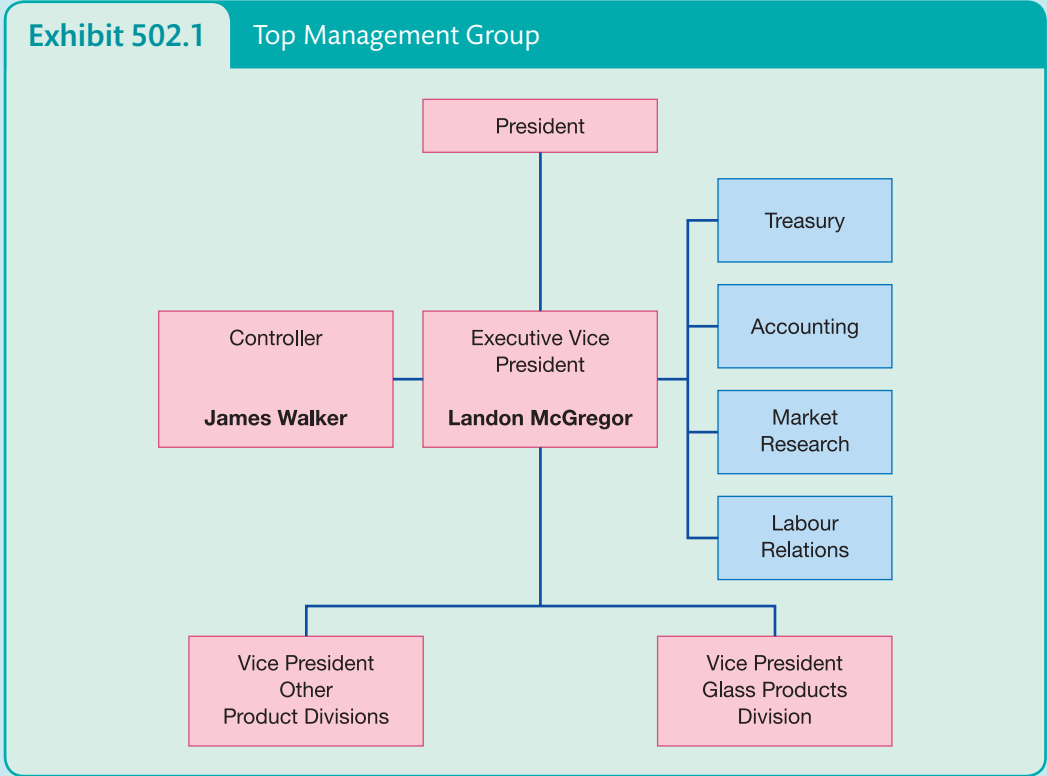 Exhibit 502.1
Top Management Group
President
Treasury
Accounting
Market
Research
Labour
Relations
Controller
James Walker
Executive Vice
President
Landon McGregor
Vice President
Other
Product Divisions
Vice President
Glass Products
Division